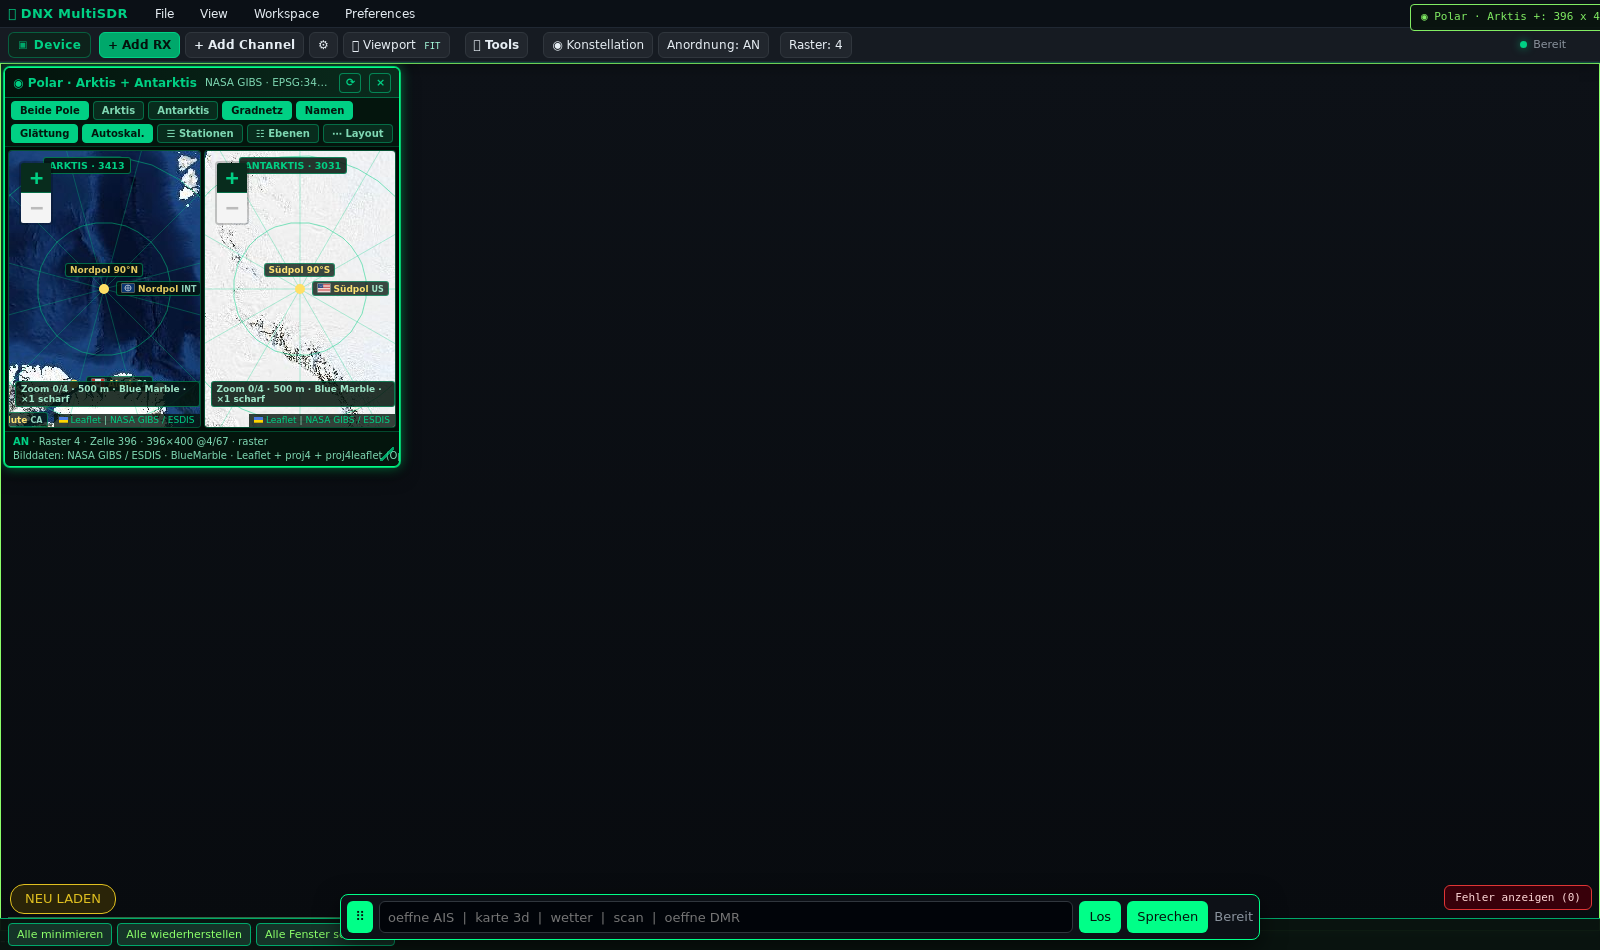 DNX MultiSDR File View Workspace Preferences
◉ Polar · Arktis +: 396 x 4
Device + Add RX + Add Channel ⚙ Viewport FIT Tools ◉ Konstellation Anordnung: AN Raster: 4 Bereit
◉ Polar · Arktis + Antarktis NASA GIBS · EPSG:34... ⟳ ✕
Beide Pole Arktis Antarktis Gradnetz Namen
Glättung Autoskal. ☰ Stationen ☷ Ebenen ··· Layout
ARKTIS · 3413
+
−
Nordpol 90°N
Nordpol INT
Zoom 0/4 · 500 m · Blue Marble ·
×1 scharf
lute CA
Leaflet | NASA GIBS / ESDIS
ANTARKTIS · 3031
+
−
Südpol 90°S
Südpol US
Zoom 0/4 · 500 m · Blue Marble ·
×1 scharf
Leaflet | NASA GIBS / ESDIS
AN · Raster 4 · Zelle 396 · 396×400 @4/67 · raster
Bilddaten: NASA GIBS / ESDIS · BlueMarble · Leaflet + proj4 + proj4leaflet
NEU LADEN
Fehler anzeigen (0)
oeffne AIS | karte 3d | wetter | scan | oeffne DMR Los Sprechen Bereit
Alle minimieren Alle wiederherstellen Alle Fenster